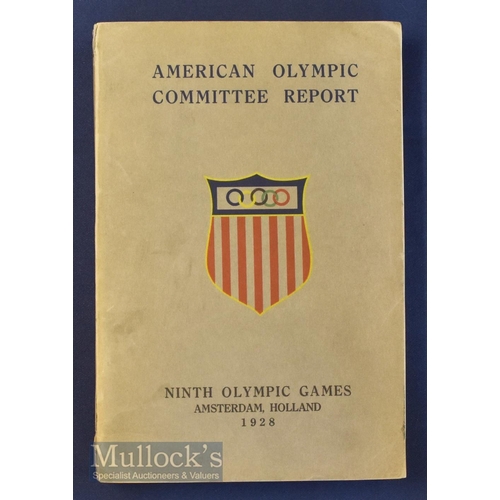 AMERICAN OLYMPIC
COMMITTEE REPORT
NINTH OLYMPIC GAMES
AMSTERDAM, HOLLAND
1928
Mullock's
Specialist Auctioneers & Valuers